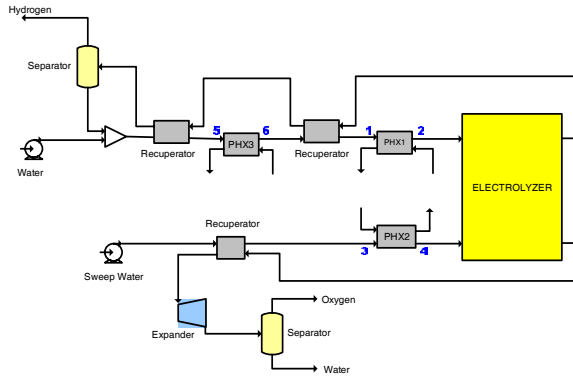 Hydrogen
Separator
5
6
1
2
PHX3
PHX1
Recuperator
Recuperator
Water
ELECTROLYZER
Recuperator
PHX2
3
4
Sweep Water
Oxygen
Expander
Separator
Water